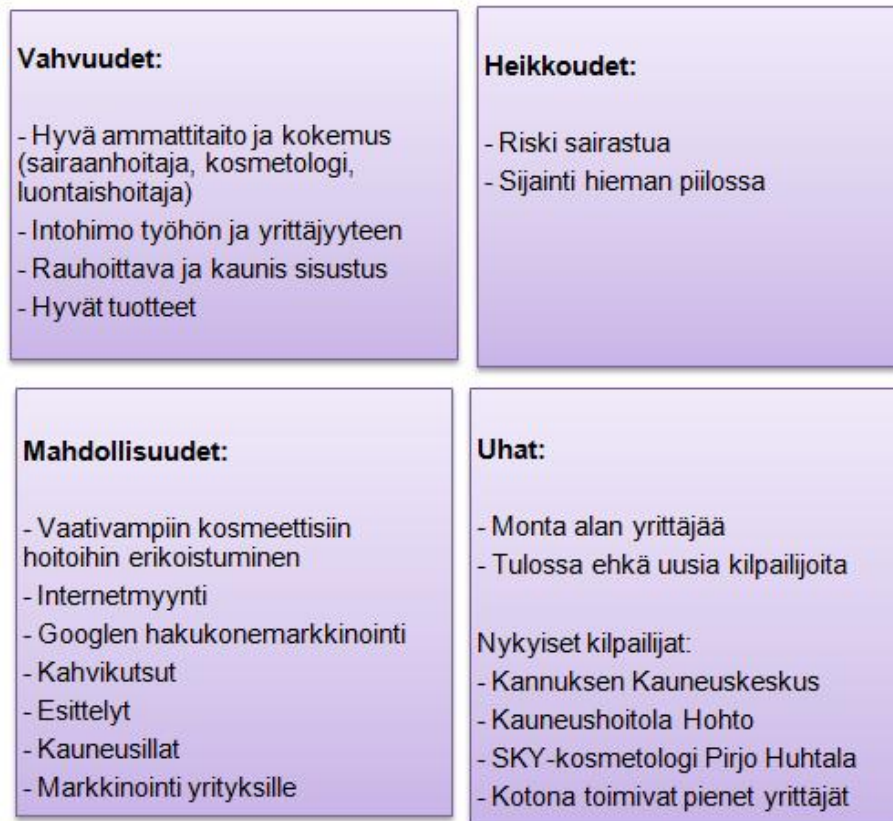 Vahvuudet:
- Hyvä ammattitaito ja kokemus
(sairaanhoitaja, kosmetologi,
luontaishoitaja)
- Intohimo työhön ja yrittäjyyteen
- Rauhoittava ja kaunis sisustus
- Hyvät tuotteet
Heikkoudet:
- Riski sairastua
- Sijainti hieman piilossa
Mahdollisuudet:
- Vaativampiin kosmeettisiin
hoitoihin erikoistuminen
- Internetmyynti
- Googlen hakukonemarkkinointi
- Kahvikutsut
- Esittelyt
- Kauneusillat
- Markkinointi yrityksille
Uhat:
- Monta alan yrittäjää
- Tulossa ehkä uusia kilpailijoita
Nykyiset kilpailijat:
- Kannuksen Kauneuskeskus
- Kauneushoitola Hohto
- SKY-kosmetologi Pirjo Huhtala
- Kotona toimivat pienet yrittäjät